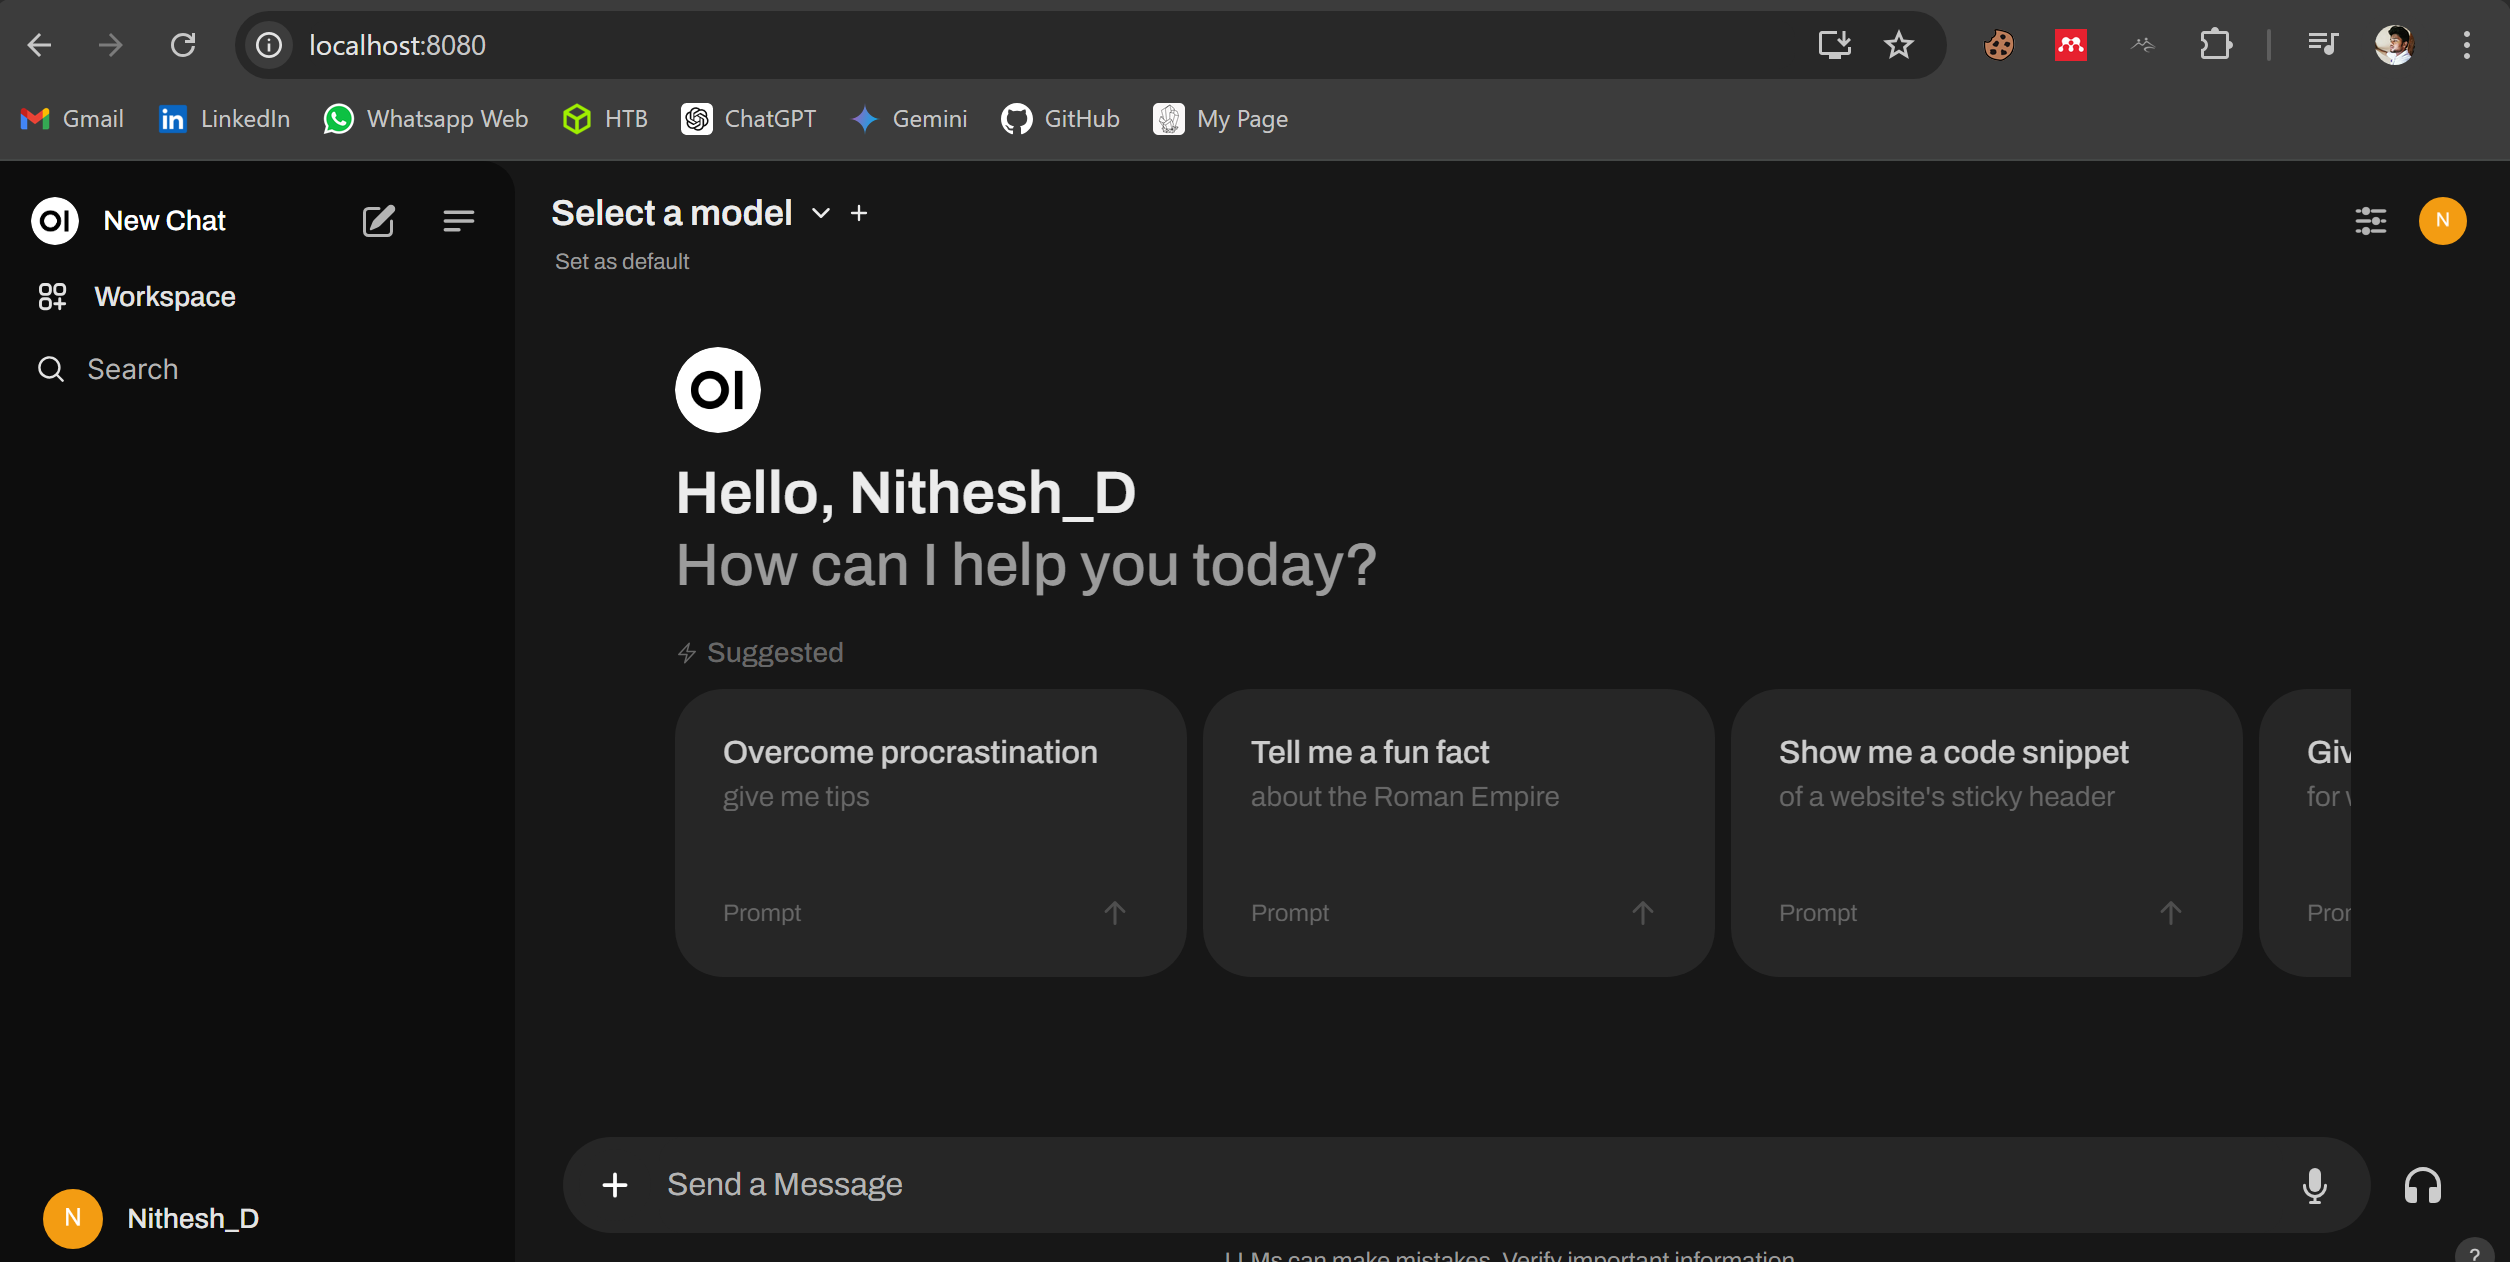 localhost:8080
Gmail
LinkedIn
Whatsapp Web
HTB
ChatGPT
Gemini
GitHub
My Page
OI New Chat
Workspace
Search
Select a model
Set as default
N
OI
Hello, Nithesh_D
How can I help you today?
Suggested
Overcome procrastination
give me tips
Prompt
Tell me a fun fact
about the Roman Empire
Prompt
Show me a code snippet
of a website's sticky header
Prompt
Giv
for
Pro
Send a Message
N Nithesh_D
LLMs can make mistakes. Verify important information.
?